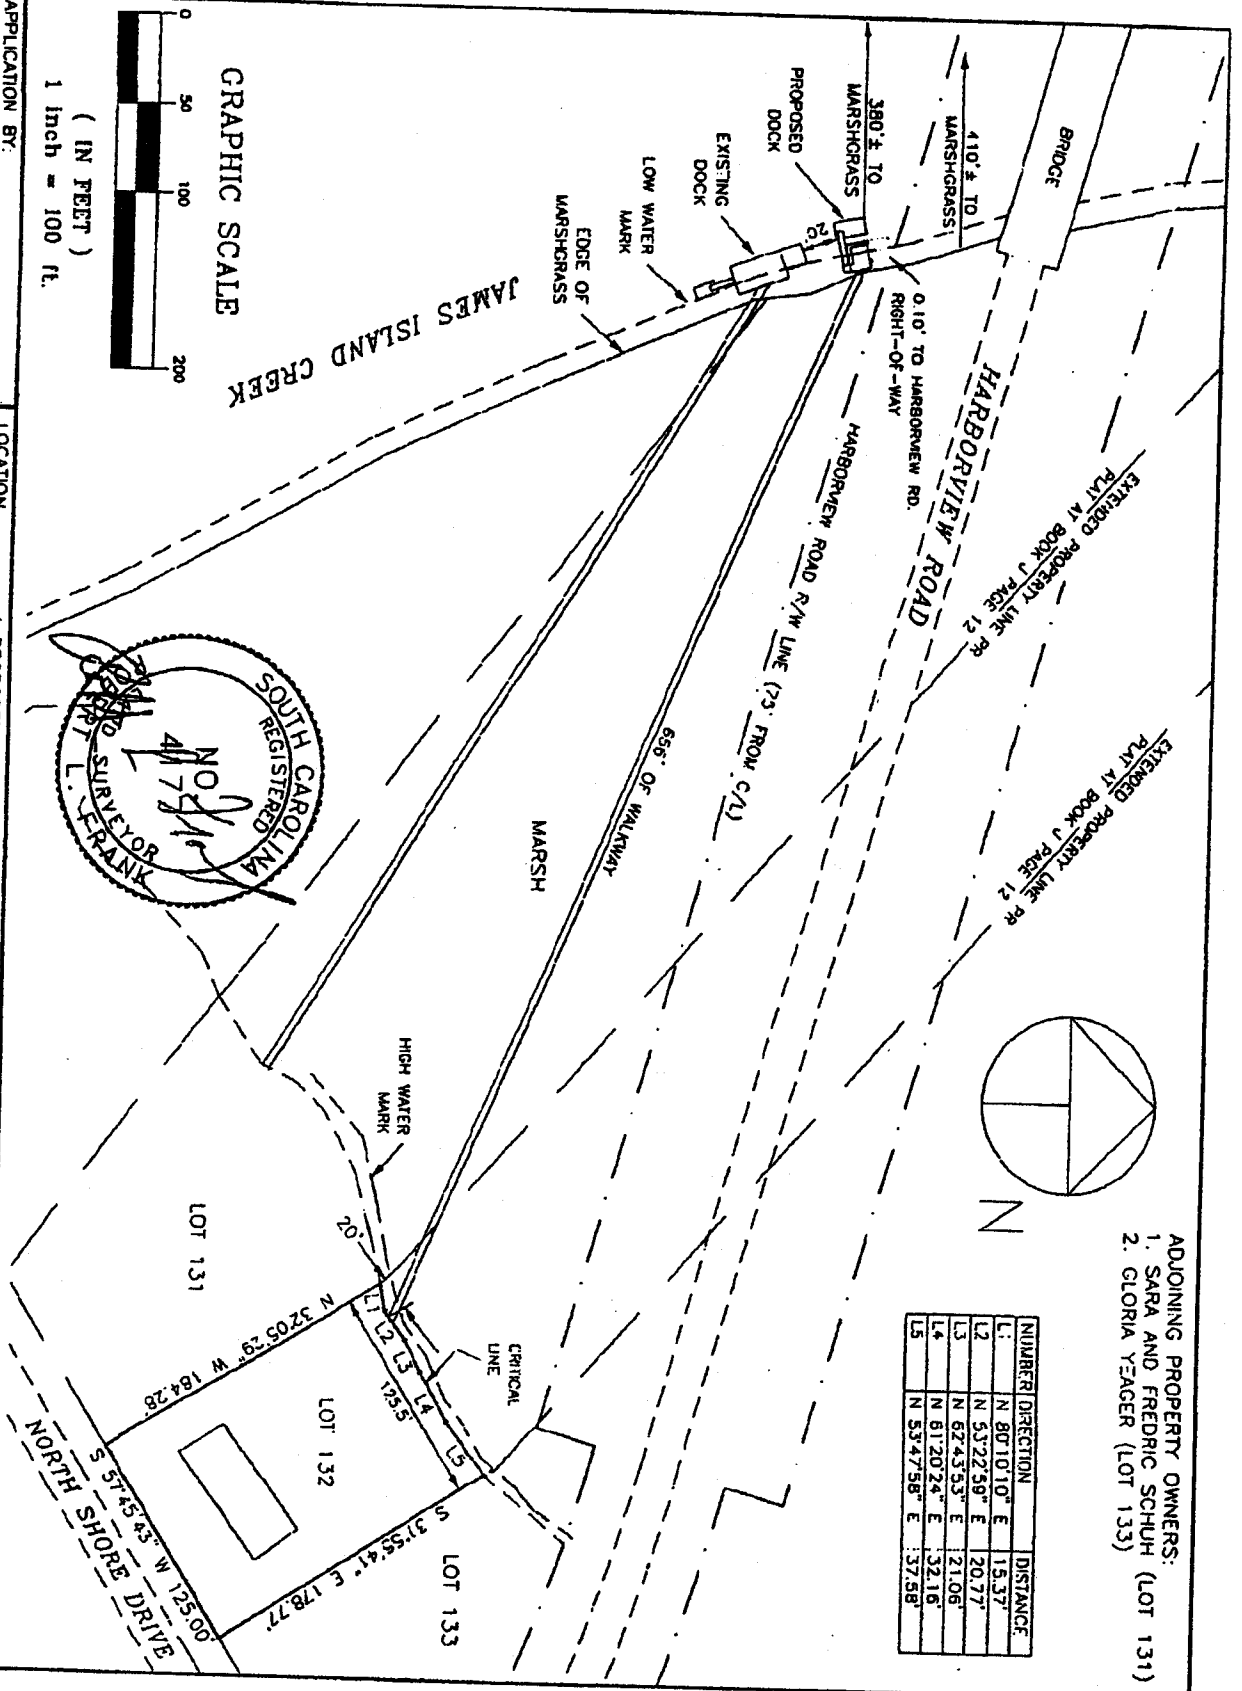 ADJOINING PROPERTY OWNERS:
1. SARA AND FREDRIC SCHUH (LOT 131)
2. GLORIA YEAGER (LOT 133)
NUMBER DIRECTION DISTANCE
L1 N 80°10'10" E 15.37'
L2 N 53°22'59" E 20.77'
L3 N 62°43'53" E 21.06'
L4 N 61°20'24" E 32.16'
L5 N 53°47'58" E 37.58'
N
BRIDGE
410'± TO
MARSHGRASS
380'± TO
MARSHGRASS
PROPOSED
DOCK
20'
EXISTING
DOCK
LOW WATER
MARK
EDGE OF
MARSHGRASS
JAMES ISLAND CREEK
0.10' TO HARBORVIEW RD.
RIGHT-OF-WAY
HARBORVIEW ROAD
HARBORVIEW ROAD R/W LINE (75' FROM C/L)
EXTENDED PROPERTY LINE PR
PLAT AT BOOK J PAGE 12
EXTENDED PROPERTY LINE PR
PLAT AT BOOK J PAGE 12
656' OF WALKWAY
MARSH
HIGH WATER
MARK
20'
CRITICAL
LINE
L1
L2
L3
L4
L5
125.5'
LOT 131
LOT 132
LOT 133
N 32°05'29" W 184.28'
S 31°55'41" E 178.77'
S 57°45'43" W 125.00'
NORTH SHORE DRIVE
SOUTH CAROLINA
REGISTERED
NO.
LAND SURVEYOR
ROBERT L. FRANK
GRAPHIC SCALE
0 50 100 200
( IN FEET )
1 inch = 100 ft.
APPLICATION BY:
LOCATION